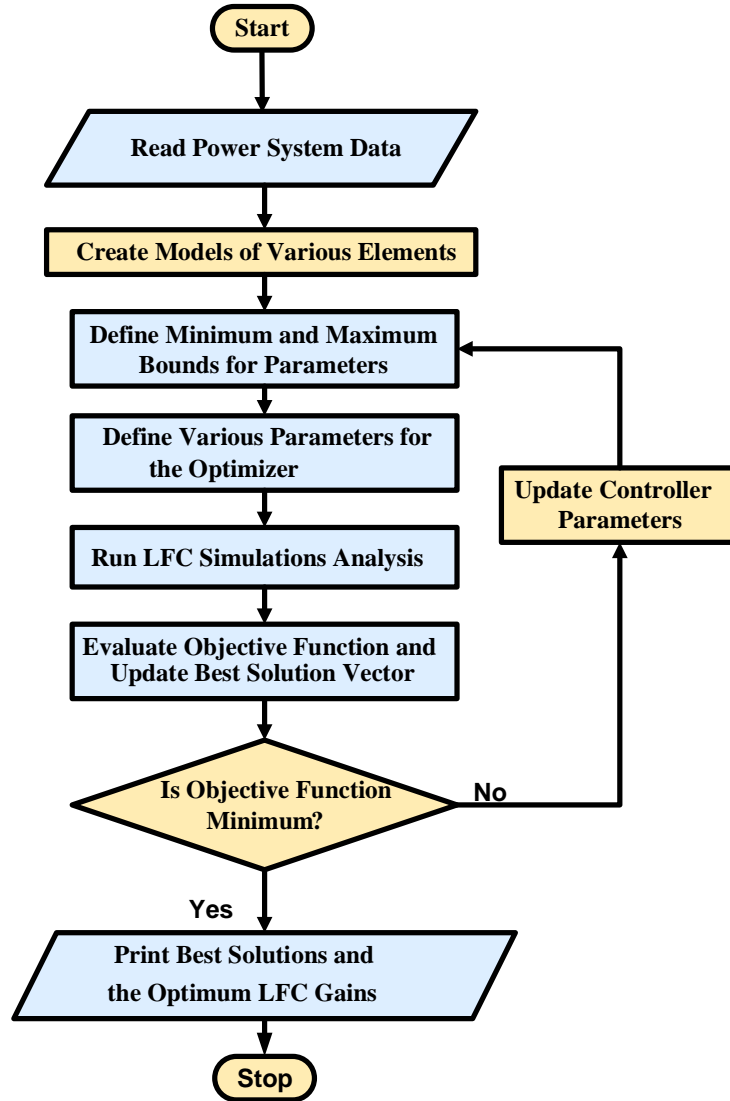 Start
Read Power System Data
Create Models of Various Elements
Define Minimum and Maximum
Bounds for Parameters
Define Various Parameters for
the Optimizer
Update Controller
Parameters
Run LFC Simulations Analysis
Evaluate Objective Function and
Update Best Solution Vector
Is Objective Function
Minimum?
No
Yes
Print Best Solutions and
the Optimum LFC Gains
Stop